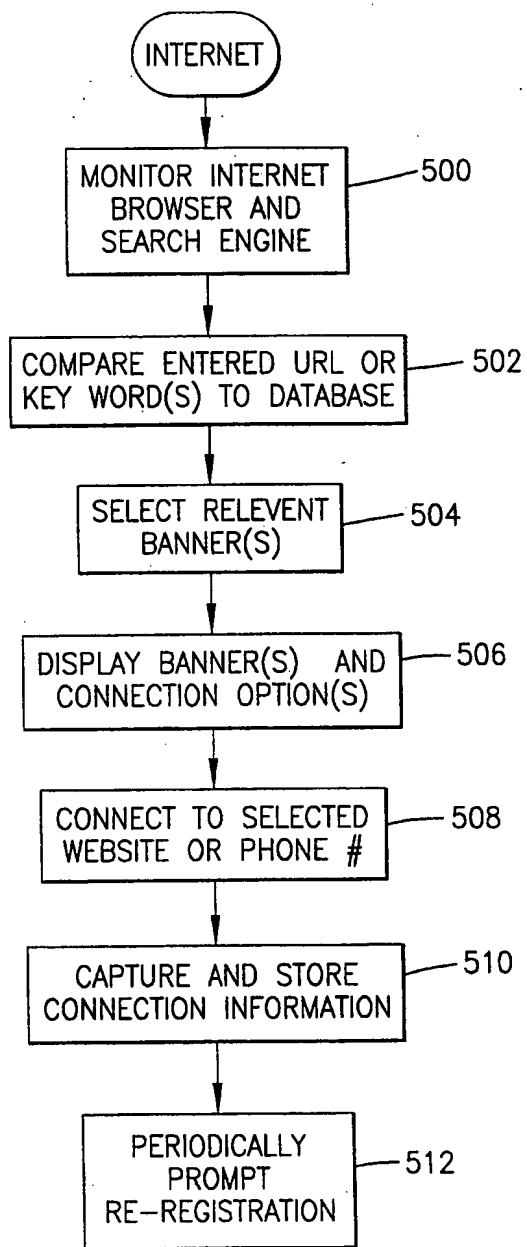 INTERNET
MONITOR INTERNET
BROWSER AND
SEARCH ENGINE
500
COMPARE ENTERED URL OR
KEY WORD(S) TO DATABASE
502
SELECT RELEVENT
BANNER(S)
504
DISPLAY BANNER(S) AND
CONNECTION OPTION(S)
506
CONNECT TO SELECTED
WEBSITE OR PHONE #
508
CAPTURE AND STORE
CONNECTION INFORMATION
510
PERIODICALLY
PROMPT
RE-REGISTRATION
512